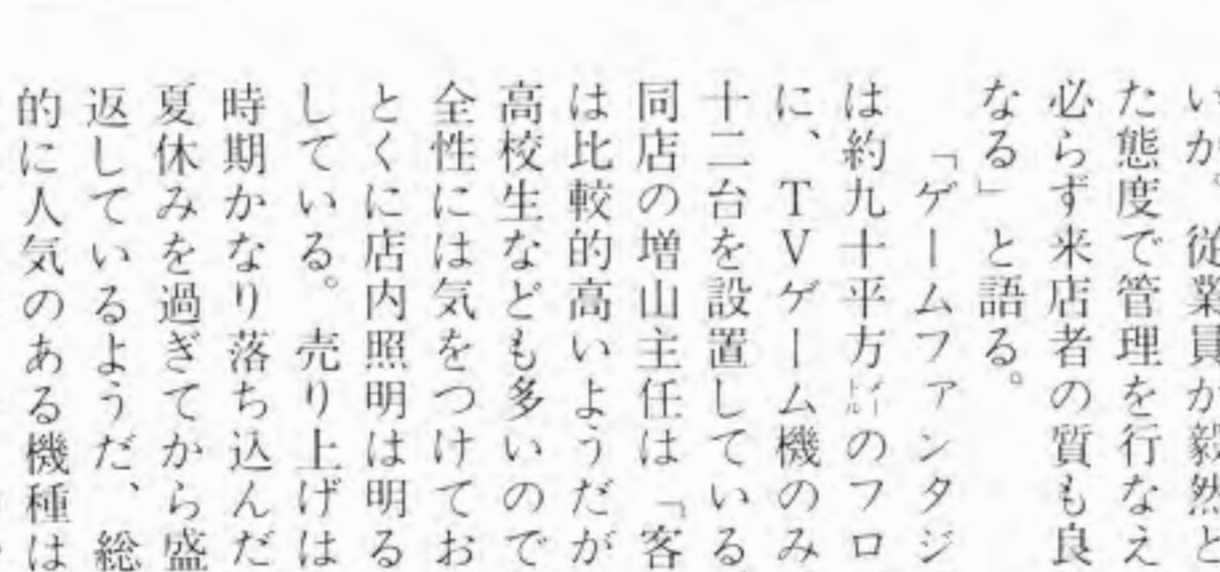 いが、従業員が毅然と
た態度で管理を行なえ
必らず来店者の質も良
なる」と語る。
「ゲームファンタジ
は約九十平方㍍のフロ
に、TVゲーム機のみ
十二台を設置している
同店の増山主任は「客
は比較的高いようだが
高校生なども多いので
全性には気をつけてお
とくに店内照明は明る
している。売り上げは
時期かなり落ち込んだ
夏休みを過ぎてから盛
返しているようだ、総
的に人気のある機種は